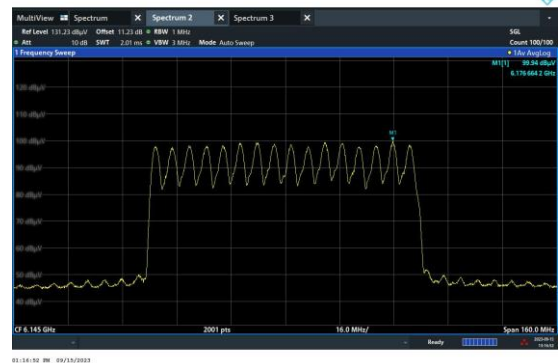 MultiView Spectrum X Spectrum 2 X Spectrum 3 X
Ref Level 131.23 dBµV Offset 11.23 dB RBW 1 MHz SGL
Att 10 dB SWT 2.01 ms VBW 3 MHz Mode Auto Sweep Count 100/100
1 Frequency Sweep 1Av AvgLog
M1[1] 99.94 dBµV
6.176 664 2 GHz
120 dBµV
110 dBµV
M1
100 dBµV
90 dBµV
80 dBµV
70 dBµV
60 dBµV
50 dBµV
40 dBµV
CF 6.145 GHz 2001 pts 16.0 MHz/ Span 160.0 MHz
Ready
01:16:52 PM 09/15/2023